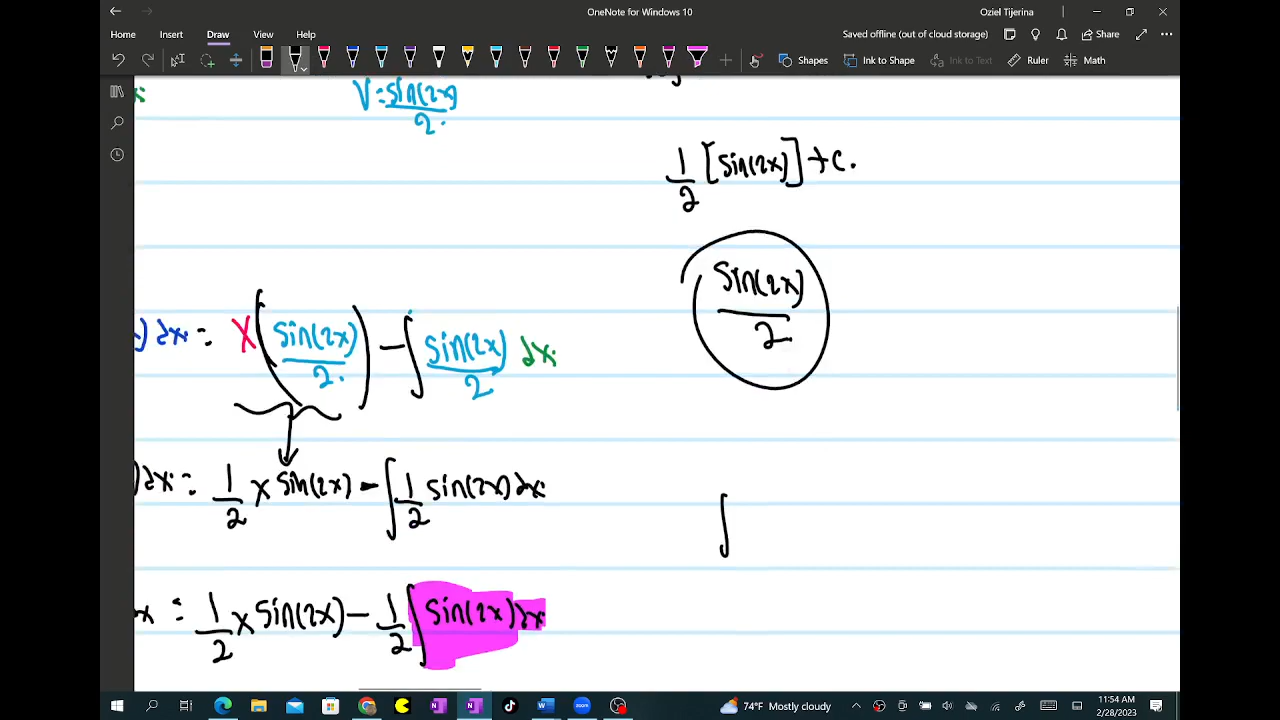 OneNote for Windows 10
Oziel Tijerina
Home Insert Draw View Help
Saved offline (out of cloud storage)
Share
Shapes
Ink to Shape
Ink to Text
Ruler
Math
V = sin(2x)/2
1/2 [sin(2x)] + c.
sin(2x)/2
) dx = x (sin(2x)/2) - ∫ sin(2x)/2 dx
) dx = 1/2 x sin(2x) - ∫ 1/2 sin(2x) dx
∫
x = 1/2 x sin(2x) - 1/2 ∫ sin(2x) dx
74°F Mostly cloudy
11:54 AM
2/28/2023